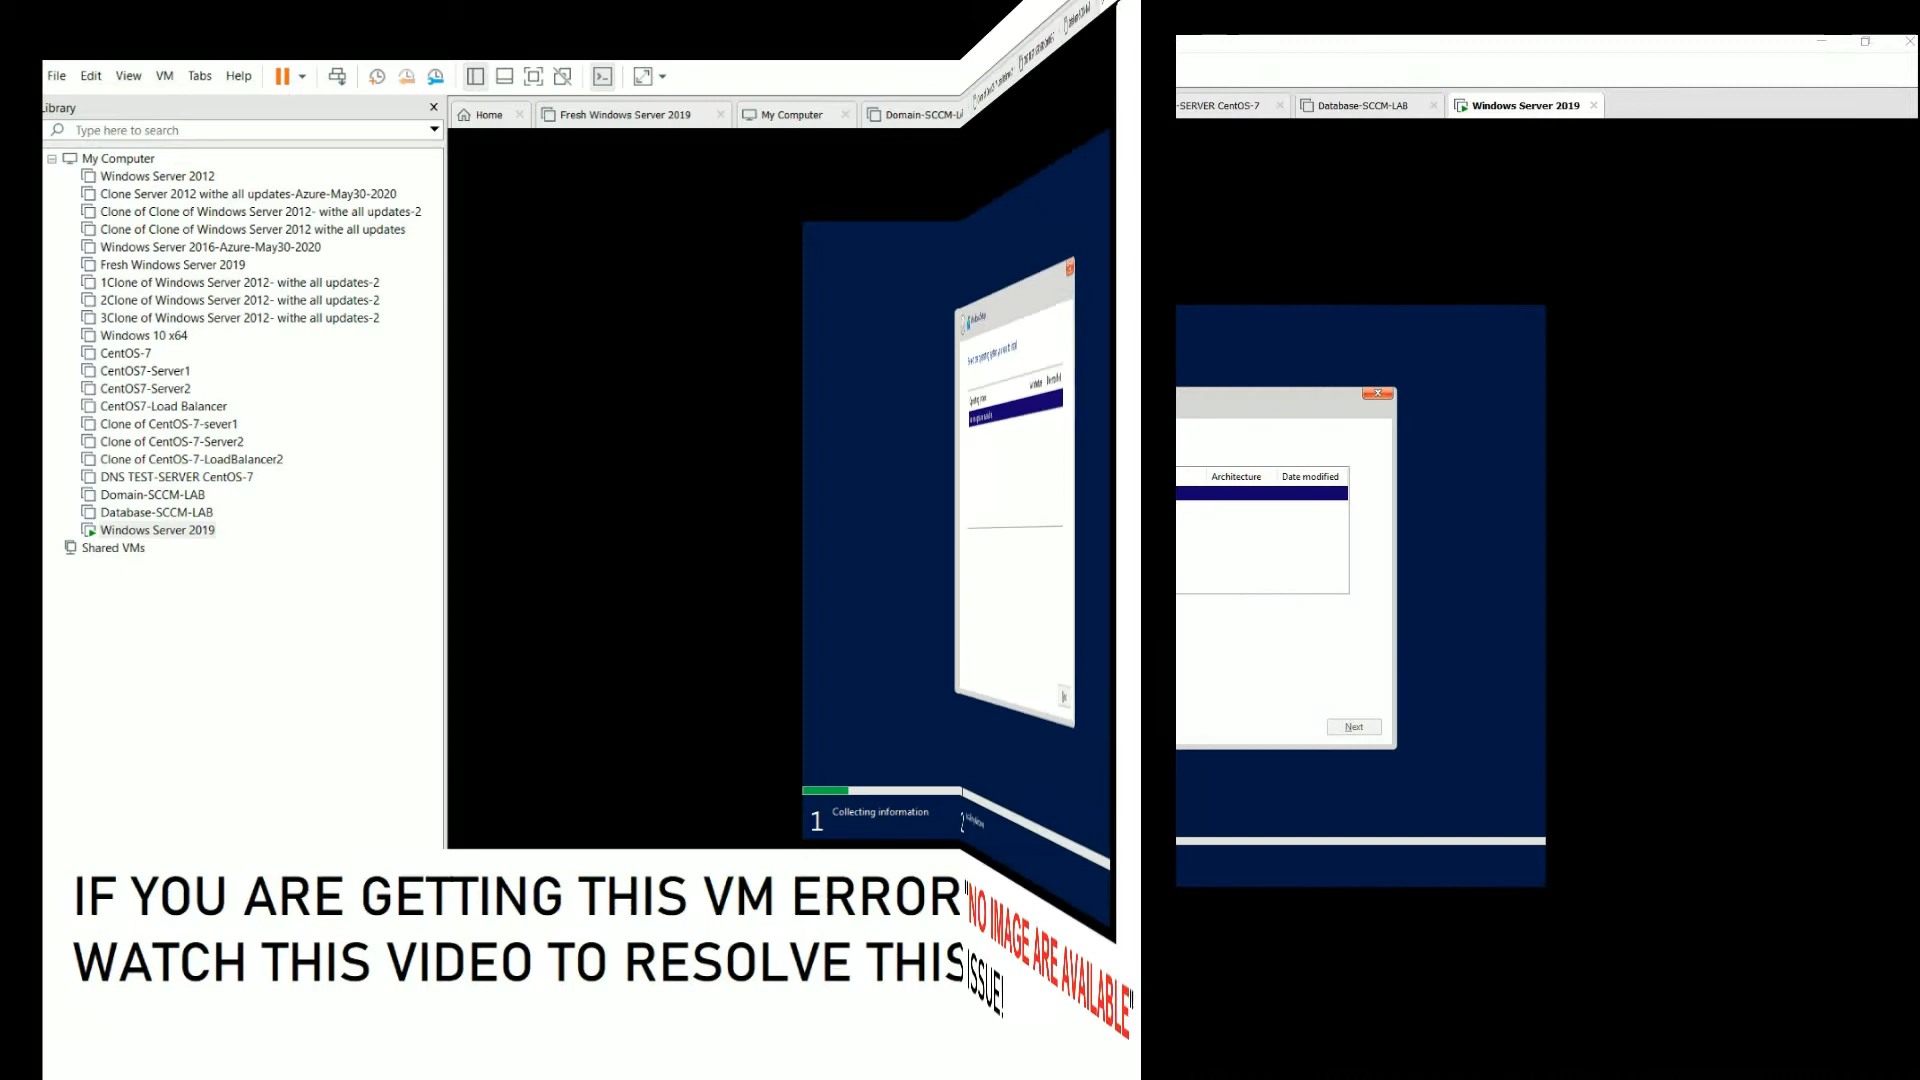 File Edit View VM Tabs Help
Library
Type here to search
My Computer
Windows Server 2012
Clone Server 2012 withe all updates-Azure-May30-2020
Clone of Clone of Windows Server 2012- withe all updates-2
Clone of Clone of Windows Server 2012 withe all updates
Windows Server 2016-Azure-May30-2020
Fresh Windows Server 2019
1Clone of Windows Server 2012- withe all updates-2
2Clone of Windows Server 2012- withe all updates-2
3Clone of Windows Server 2012- withe all updates-2
Windows 10 x64
CentOS-7
CentOS7-Server1
CentOS7-Server2
CentOS7-Load Balancer
Clone of CentOS-7-sever1
Clone of CentOS-7-Server2
Clone of CentOS-7-LoadBalancer2
DNS TEST-SERVER CentOS-7
Domain-SCCM-LAB
Database-SCCM-LAB
Windows Server 2019
Shared VMs
Home Fresh Windows Server 2019 My Computer Domain-SCCM-L
-SERVER CentOS-7 Database-SCCM-LAB Windows Server 2019
Architecture Date modified
Next
1 Collecting information 2
IF YOU ARE GETTING THIS VM ERROR "NO IMAGE ARE AVAILABLE"
WATCH THIS VIDEO TO RESOLVE THIS ISSUE!